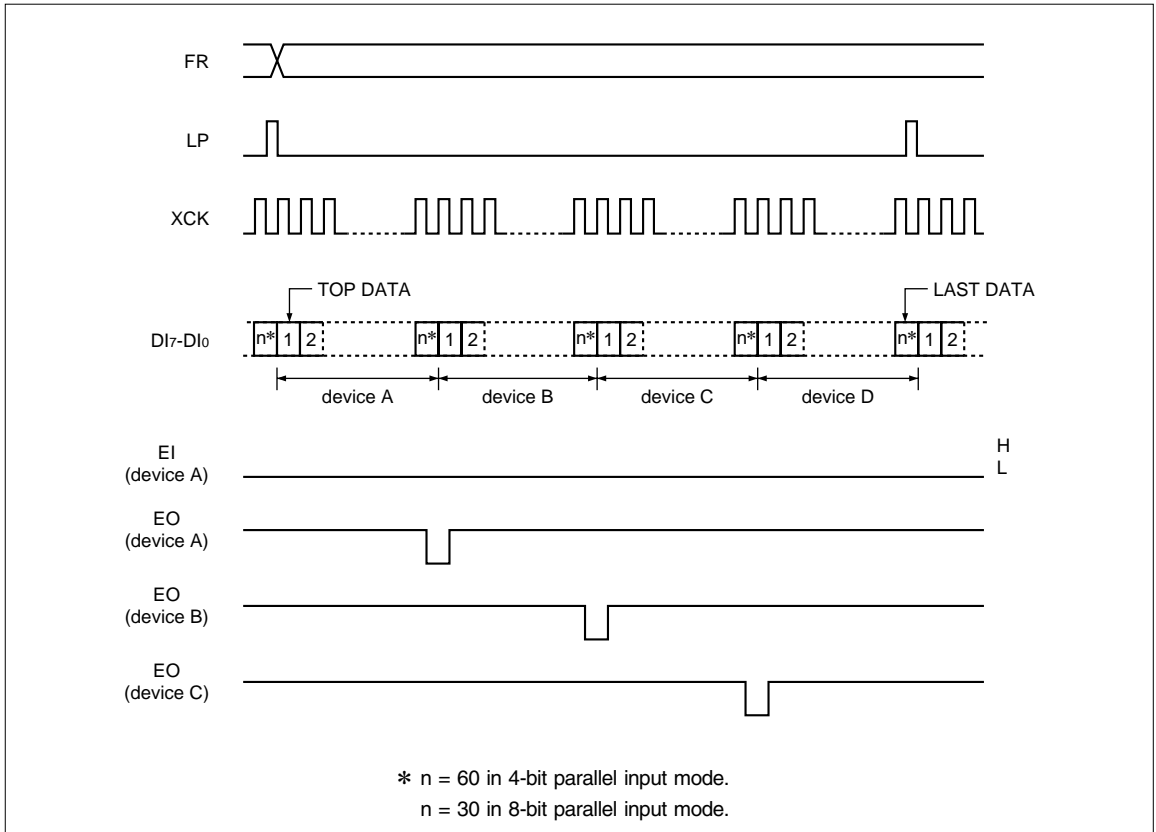 FR
LP
XCK
TOP DATA
LAST DATA
DI7-DI0
n* 1 2 n* 1 2 n* 1 2 n* 1 2 n* 1 2
device A device B device C device D
EI
(device A)
H
L
EO
(device A)
EO
(device B)
EO
(device C)
* n = 60 in 4-bit parallel input mode.
n = 30 in 8-bit parallel input mode.